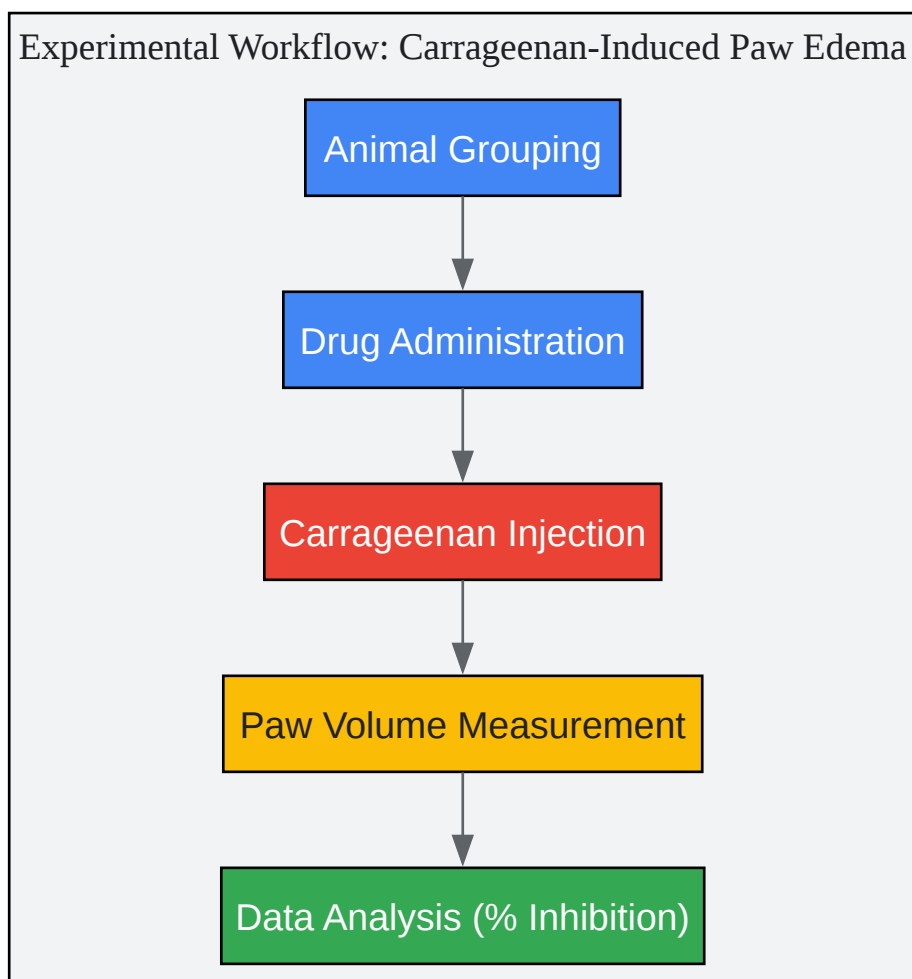 Experimental Workflow: Carrageenan-Induced Paw Edema
Animal Grouping
Drug Administration
Carrageenan Injection
Paw Volume Measurement
Data Analysis (% Inhibition)